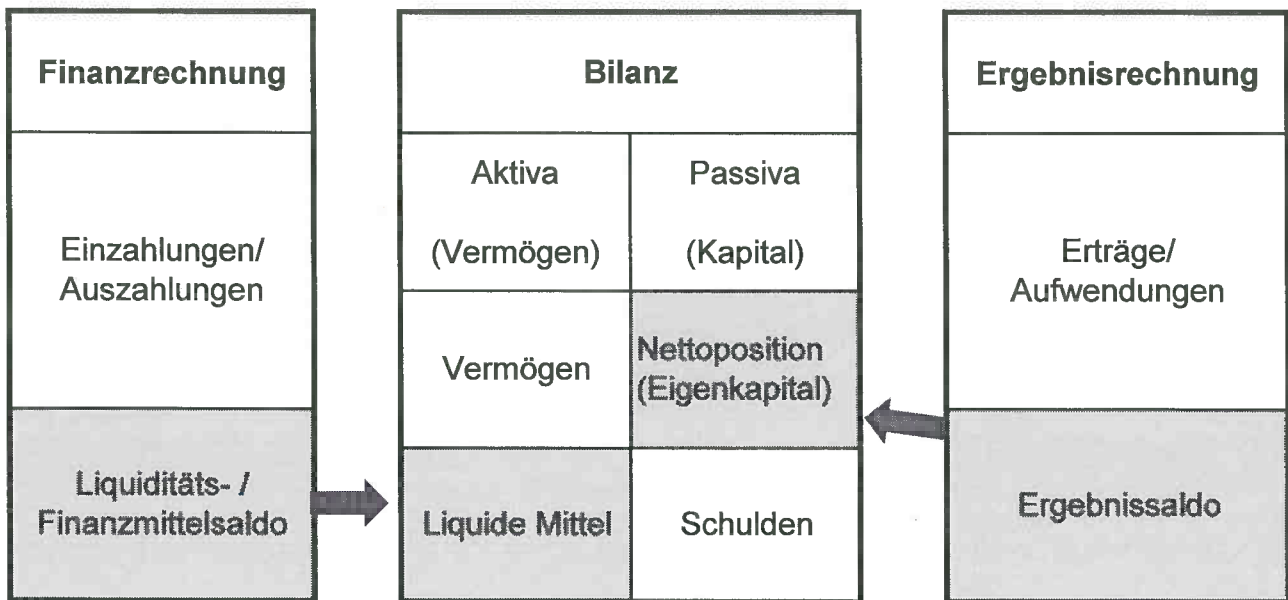 Finanzrechnung
Einzahlungen/
Auszahlungen
Liquiditäts- /
Finanzmittelsaldo
Bilanz
Aktiva
(Vermögen)
Passiva
(Kapital)
Vermögen
Nettoposition
(Eigenkapital)
Liquide Mittel
Schulden
Ergebnisrechnung
Erträge/
Aufwendungen
Ergebnissaldo